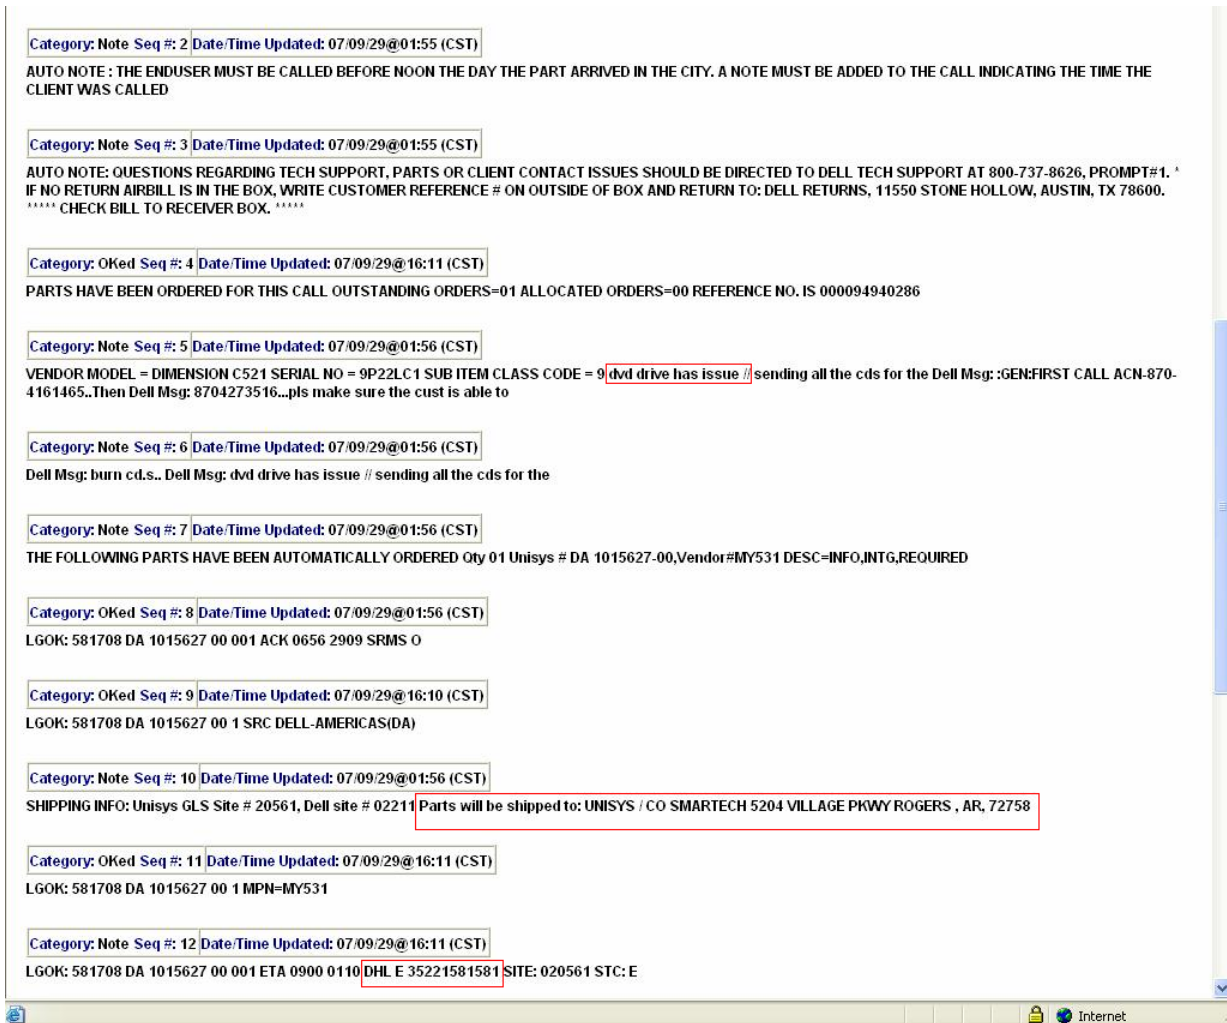 Category: Note Seq #: 2 Date/Time Updated: 07/09/29@01:55 (CST)
AUTO NOTE : THE ENDUSER MUST BE CALLED BEFORE NOON THE DAY THE PART ARRIVED IN THE CITY. A NOTE MUST BE ADDED TO THE CALL INDICATING THE TIME THE
CLIENT WAS CALLED
Category: Note Seq #: 3 Date/Time Updated: 07/09/29@01:55 (CST)
AUTO NOTE: QUESTIONS REGARDING TECH SUPPORT, PARTS OR CLIENT CONTACT ISSUES SHOULD BE DIRECTED TO DELL TECH SUPPORT AT 800-737-8626, PROMPT#1. *
IF NO RETURN AIRBILL IS IN THE BOX, WRITE CUSTOMER REFERENCE # ON OUTSIDE OF BOX AND RETURN TO: DELL RETURNS, 11550 STONE HOLLOW, AUSTIN, TX 78600.
***** CHECK BILL TO RECEIVER BOX. *****
Category: OKed Seq #: 4 Date/Time Updated: 07/09/29@16:11 (CST)
PARTS HAVE BEEN ORDERED FOR THIS CALL OUTSTANDING ORDERS=01 ALLOCATED ORDERS=00 REFERENCE NO. IS 000094940286
Category: Note Seq #: 5 Date/Time Updated: 07/09/29@01:56 (CST)
VENDOR MODEL = DIMENSION C521 SERIAL NO = 9P22LC1 SUB ITEM CLASS CODE = 9 dvd drive has issue // sending all the cds for the Dell Msg: :GEN:FIRST CALL ACN-870-
4161465..Then Dell Msg: 8704273516...pls make sure the cust is able to
Category: Note Seq #: 6 Date/Time Updated: 07/09/29@01:56 (CST)
Dell Msg: burn cd.s.. Dell Msg: dvd drive has issue // sending all the cds for the
Category: Note Seq #: 7 Date/Time Updated: 07/09/29@01:56 (CST)
THE FOLLOWING PARTS HAVE BEEN AUTOMATICALLY ORDERED Qty 01 Unisys # DA 1015627-00,Vendor#MY531 DESC=INFO,INTG,REQUIRED
Category: OKed Seq #: 8 Date/Time Updated: 07/09/29@01:56 (CST)
LGOK: 581708 DA 1015627 00 001 ACK 0656 2909 SRMS O
Category: OKed Seq #: 9 Date/Time Updated: 07/09/29@16:10 (CST)
LGOK: 581708 DA 1015627 00 1 SRC DELL-AMERICAS(DA)
Category: Note Seq #: 10 Date/Time Updated: 07/09/29@01:56 (CST)
SHIPPING INFO: Unisys GLS Site # 20561, Dell site # 02211 Parts will be shipped to: UNISYS / CO SMARTECH 5204 VILLAGE PKWY ROGERS , AR, 72758
Category: OKed Seq #: 11 Date/Time Updated: 07/09/29@16:11 (CST)
LGOK: 581708 DA 1015627 00 1 MPN=MY531
Category: Note Seq #: 12 Date/Time Updated: 07/09/29@16:11 (CST)
LGOK: 581708 DA 1015627 00 001 ETA 0900 0110 DHL E 35221581581 SITE: 020561 STC: E
Internet